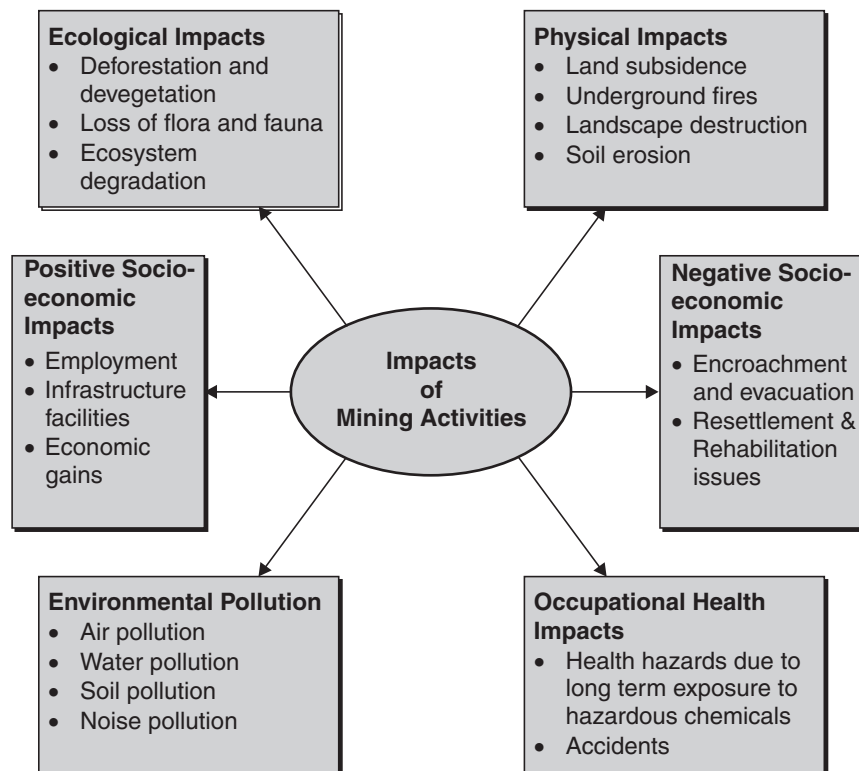 Ecological Impacts
• Deforestation and
devegetation
• Loss of flora and fauna
• Ecosystem
degradation
Physical Impacts
• Land subsidence
• Underground fires
• Landscape destruction
• Soil erosion
Positive Socio-
economic
Impacts
• Employment
• Infrastructure
facilities
• Economic
gains
Impacts
of
Mining Activities
Negative Socio-
economic
Impacts
• Encroachment
and evacuation
• Resettlement &
Rehabilitation
issues
Environmental Pollution
• Air pollution
• Water pollution
• Soil pollution
• Noise pollution
Occupational Health
Impacts
• Health hazards due to
long term exposure to
hazardous chemicals
• Accidents